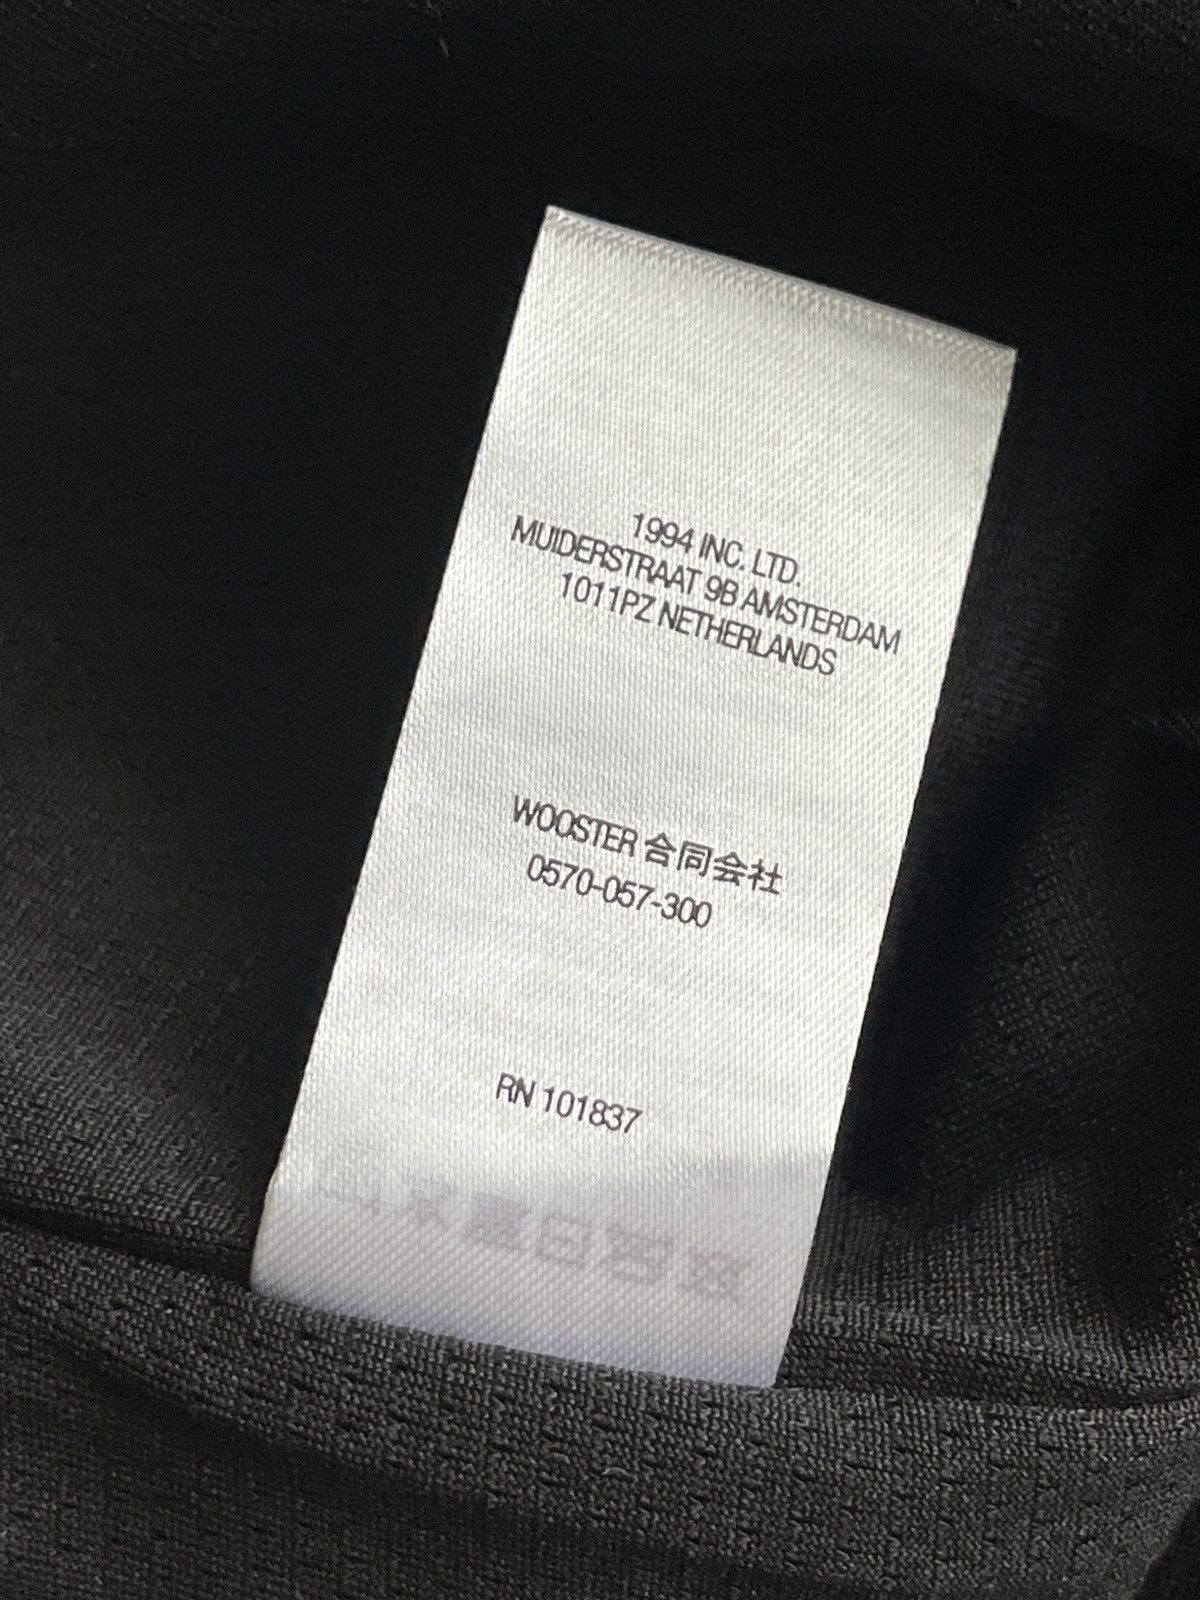 1994 INC. LTD.
MUIDERSTRAAT 9B AMSTERDAM
1011PZ NETHERLANDS
WOOSTER 合同会社
0570-057-300
RN 101837